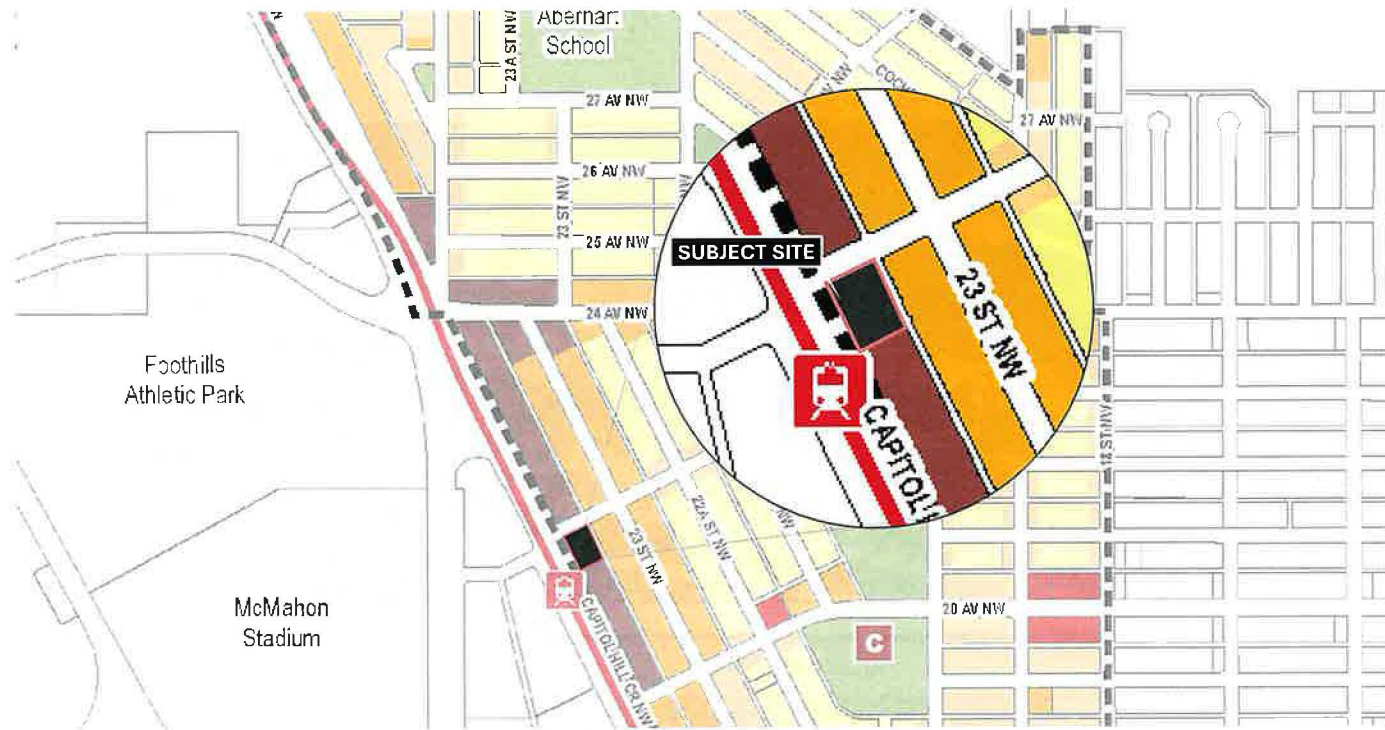 N
Aberhart
School
23 A ST NW
27 AV NW
26 AV NW
23 ST NW
25 AV NW
24 AV NW
NW
27 AV NW
SUBJECT SITE
23 ST NW
CAPITOL
Foothills
Athletic Park
18 ST NW
NW
22A ST NW
23 ST NW
McMahon
Stadium
CAPITOL HILL CR NW
20 AV NW
C